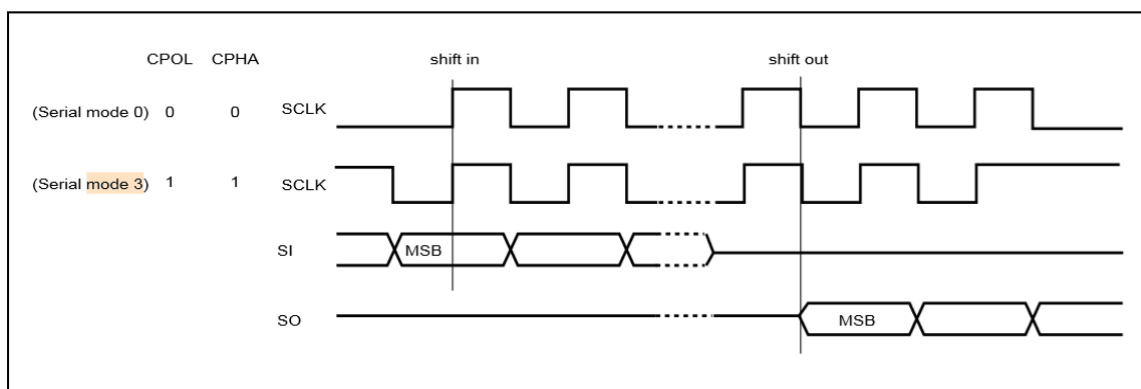 CPOL CPHA shift in shift out
(Serial mode 0) 0 0 SCLK
(Serial mode 3) 1 1 SCLK
SI MSB
SO MSB